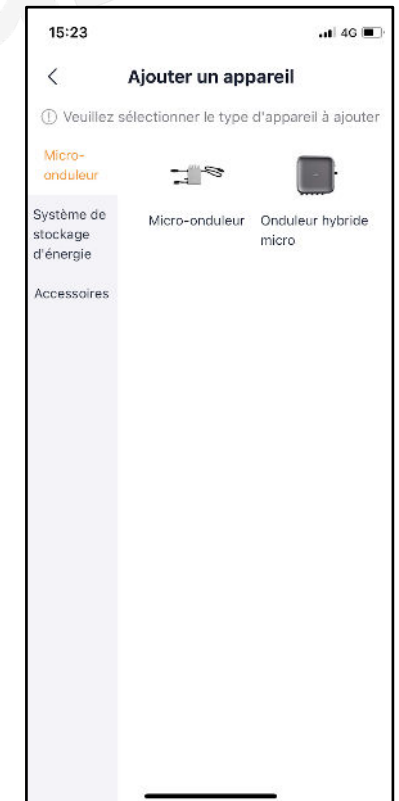 15:23
4G
Ajouter un appareil
Veuillez sélectionner le type d'appareil à ajouter
Micro-
onduleur
Système de
stockage
d'énergie
Accessoires
Micro-onduleur
Onduleur hybride
micro